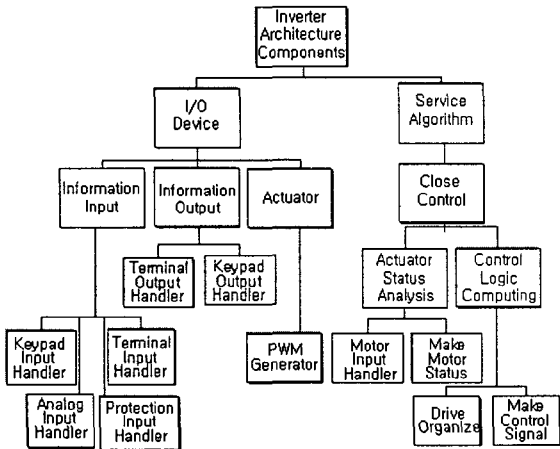 Inverter
Architecture
Components
I/O
Device
Service
Algorithm
Information
Input
Information
Output
Actuator
Close
Control
Terminal
Output
Handler
Keypad
Output
Handler
Actuator
Status
Analysis
Control
Logic
Computing
Keypad
Input
Handler
Terminal
Input
Handler
PWM
Generator
Motor
Input
Handler
Make
Motor
Status
Analog
Input
Handler
Protection
Input
Handler
Drive
Organize
Make
Control
Signal